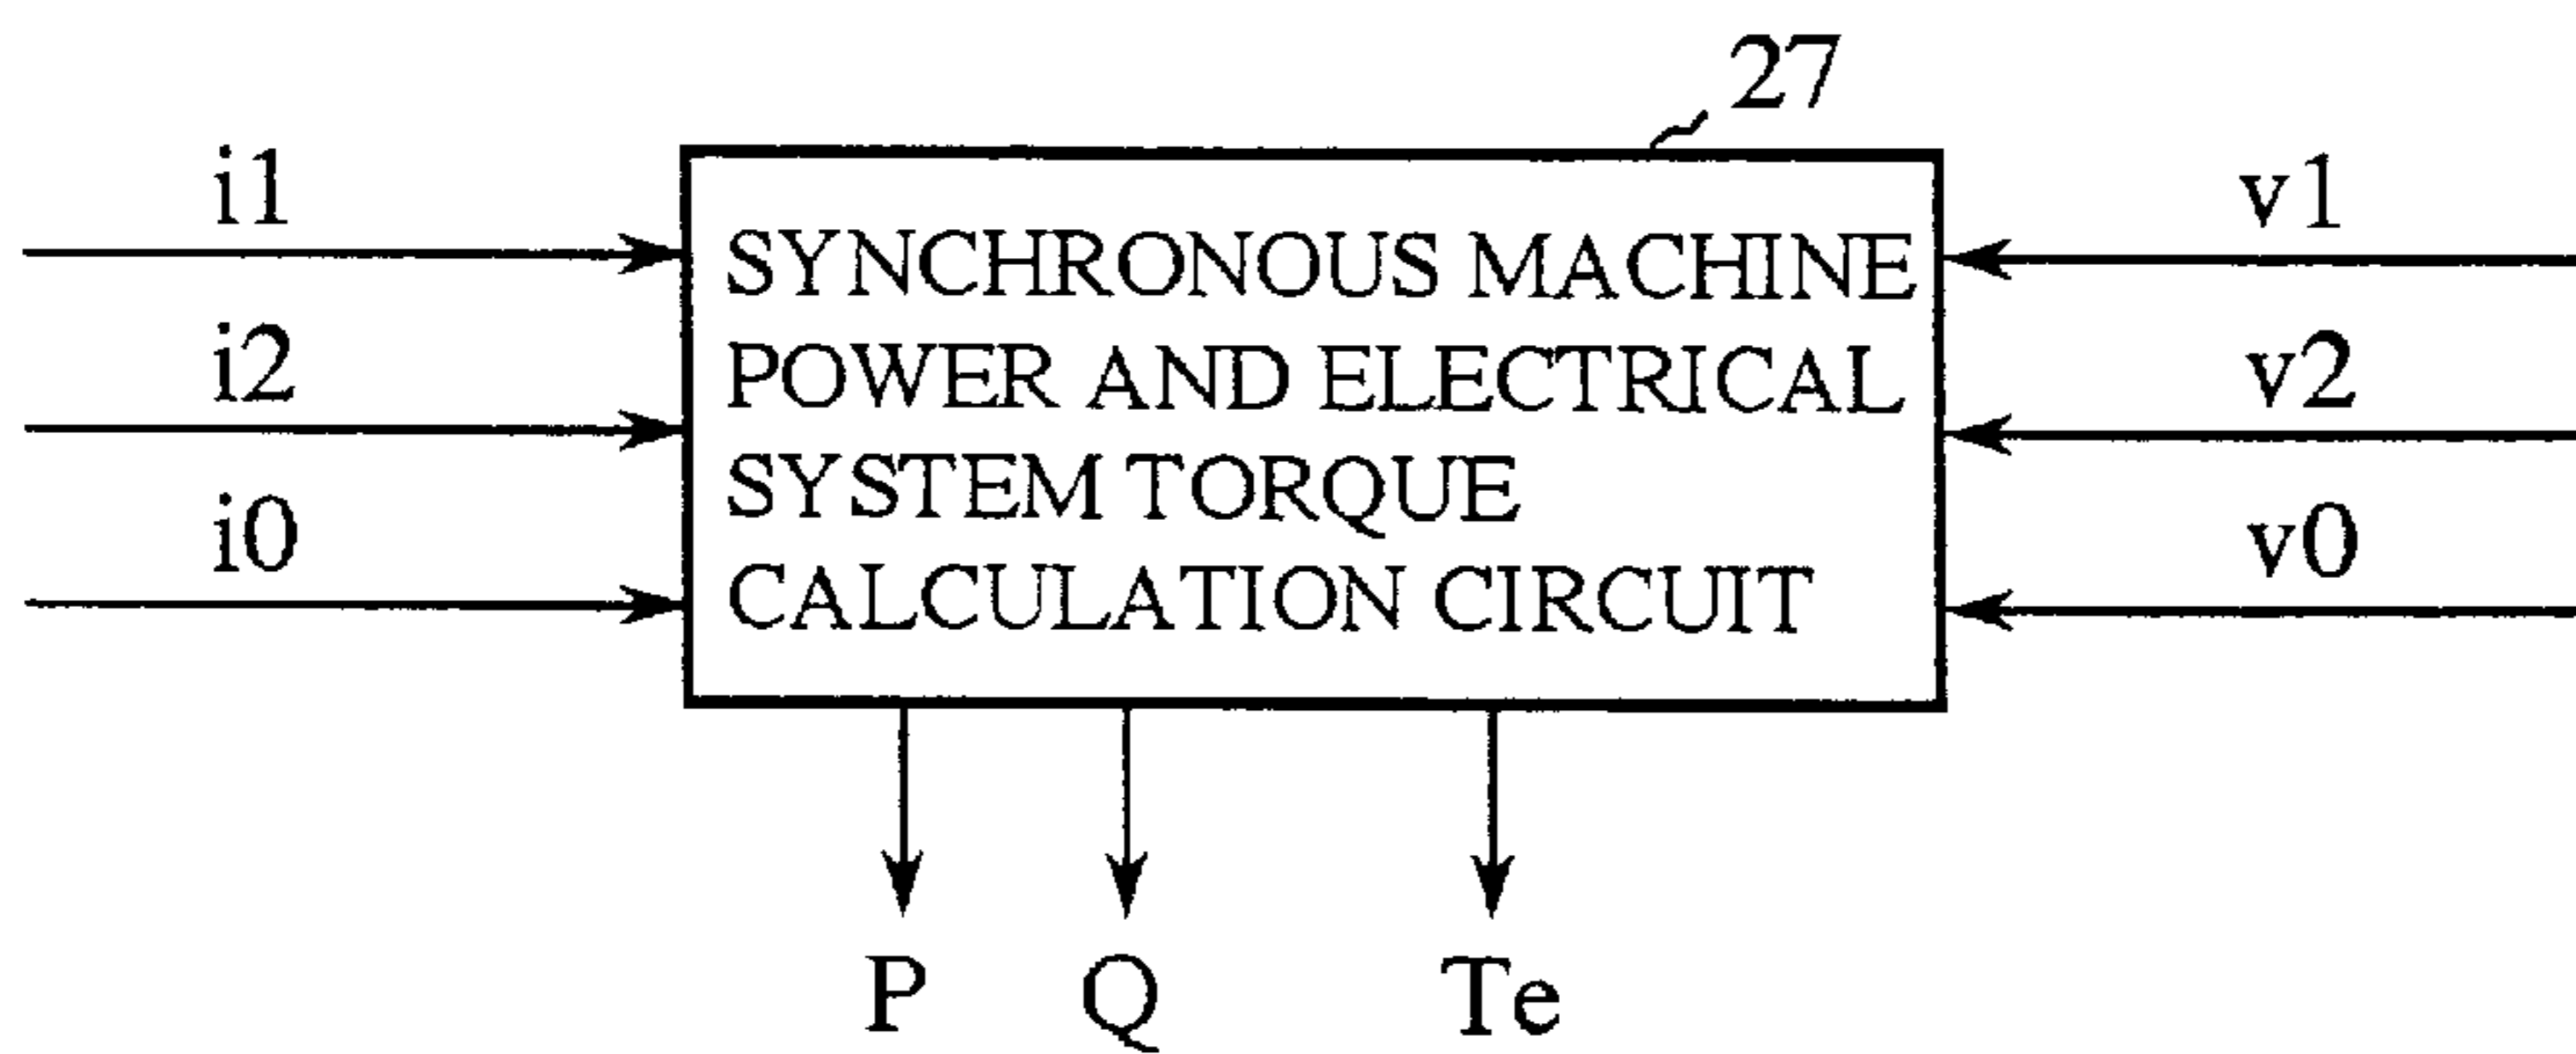 27
i1
v1
SYNCHRONOUS MACHINE
POWER AND ELECTRICAL
SYSTEM TORQUE
CALCULATION CIRCUIT
i2
v2
i0
v0
P
Q
Te